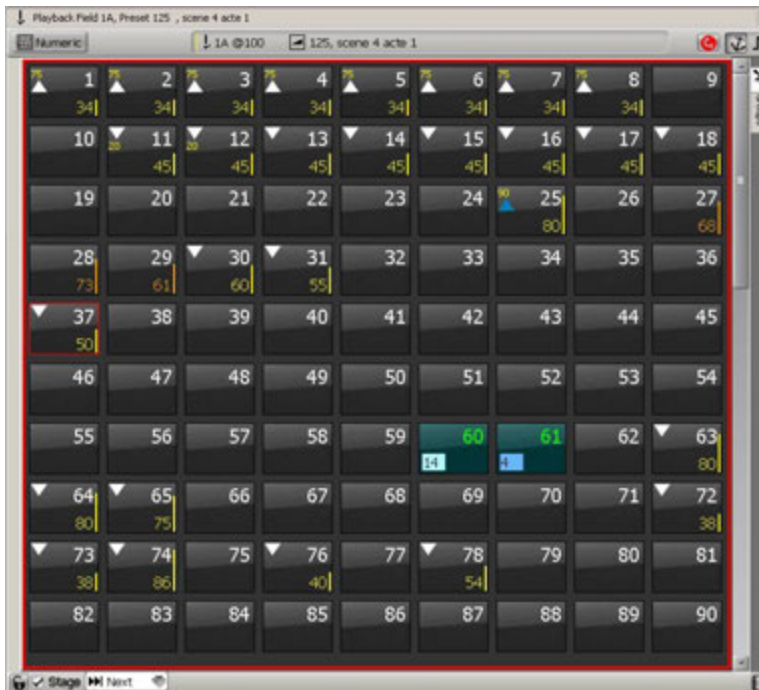 Playback Field 1A, Preset 125 , scene 4 acte 1
Numeric 1A @100 125, scene 4 acte 1
75 1 75 2 75 3 75 4 75 5 75 6 75 7 75 8 9
34 34 34 34 34 34 34 34
10 11 12 13 14 15 16 17 18
20 45 20 45 45 45 45 45 45 45
19 20 21 22 23 24 90 25 26 27
80 68
28 29 30 31 32 33 34 35 36
73 61 60 55
37 38 39 40 41 42 43 44 45
50
46 47 48 49 50 51 52 53 54
55 56 57 58 59 60 61 62 63
14 4 80
64 65 66 67 68 69 70 71 72
80 75 38
73 74 75 76 77 78 79 80 81
38 86 40 54
82 83 84 85 86 87 88 89 90
Stage Next